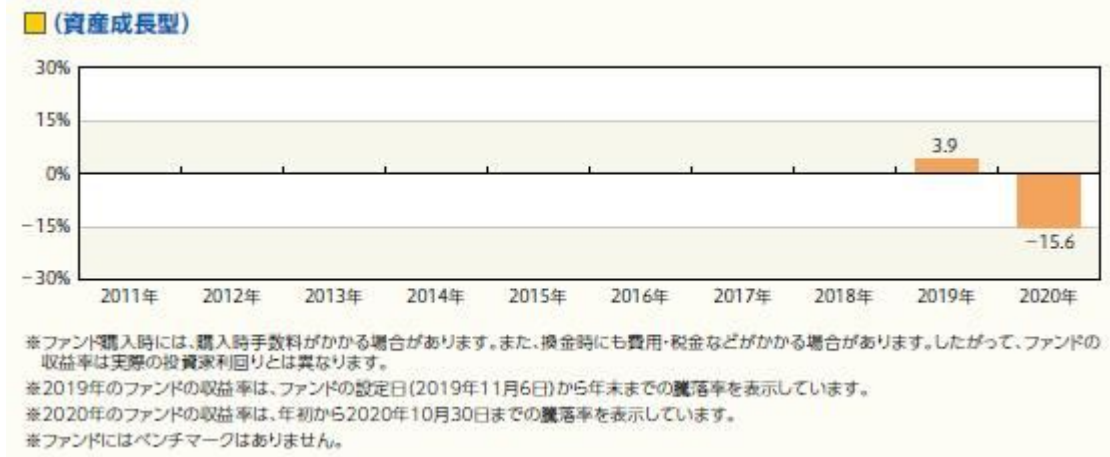 (資産成長型)
30%
15%
0%
-15%
-30%
3.9
-15.6
2011年 2012年 2013年 2014年 2015年 2016年 2017年 2018年 2019年 2020年
※ファンド購入時には、購入時手数料がかかる場合があります。また、換金時にも費用・税金などがかかる場合があります。したがって、ファンドの
収益率は実際の投資家利回りとは異なります。
※2019年のファンドの収益率は、ファンドの設定日(2019年11月6日)から年末までの騰落率を表示しています。
※2020年のファンドの収益率は、年初から2020年10月30日までの騰落率を表示しています。
※ファンドにはベンチマークはありません。